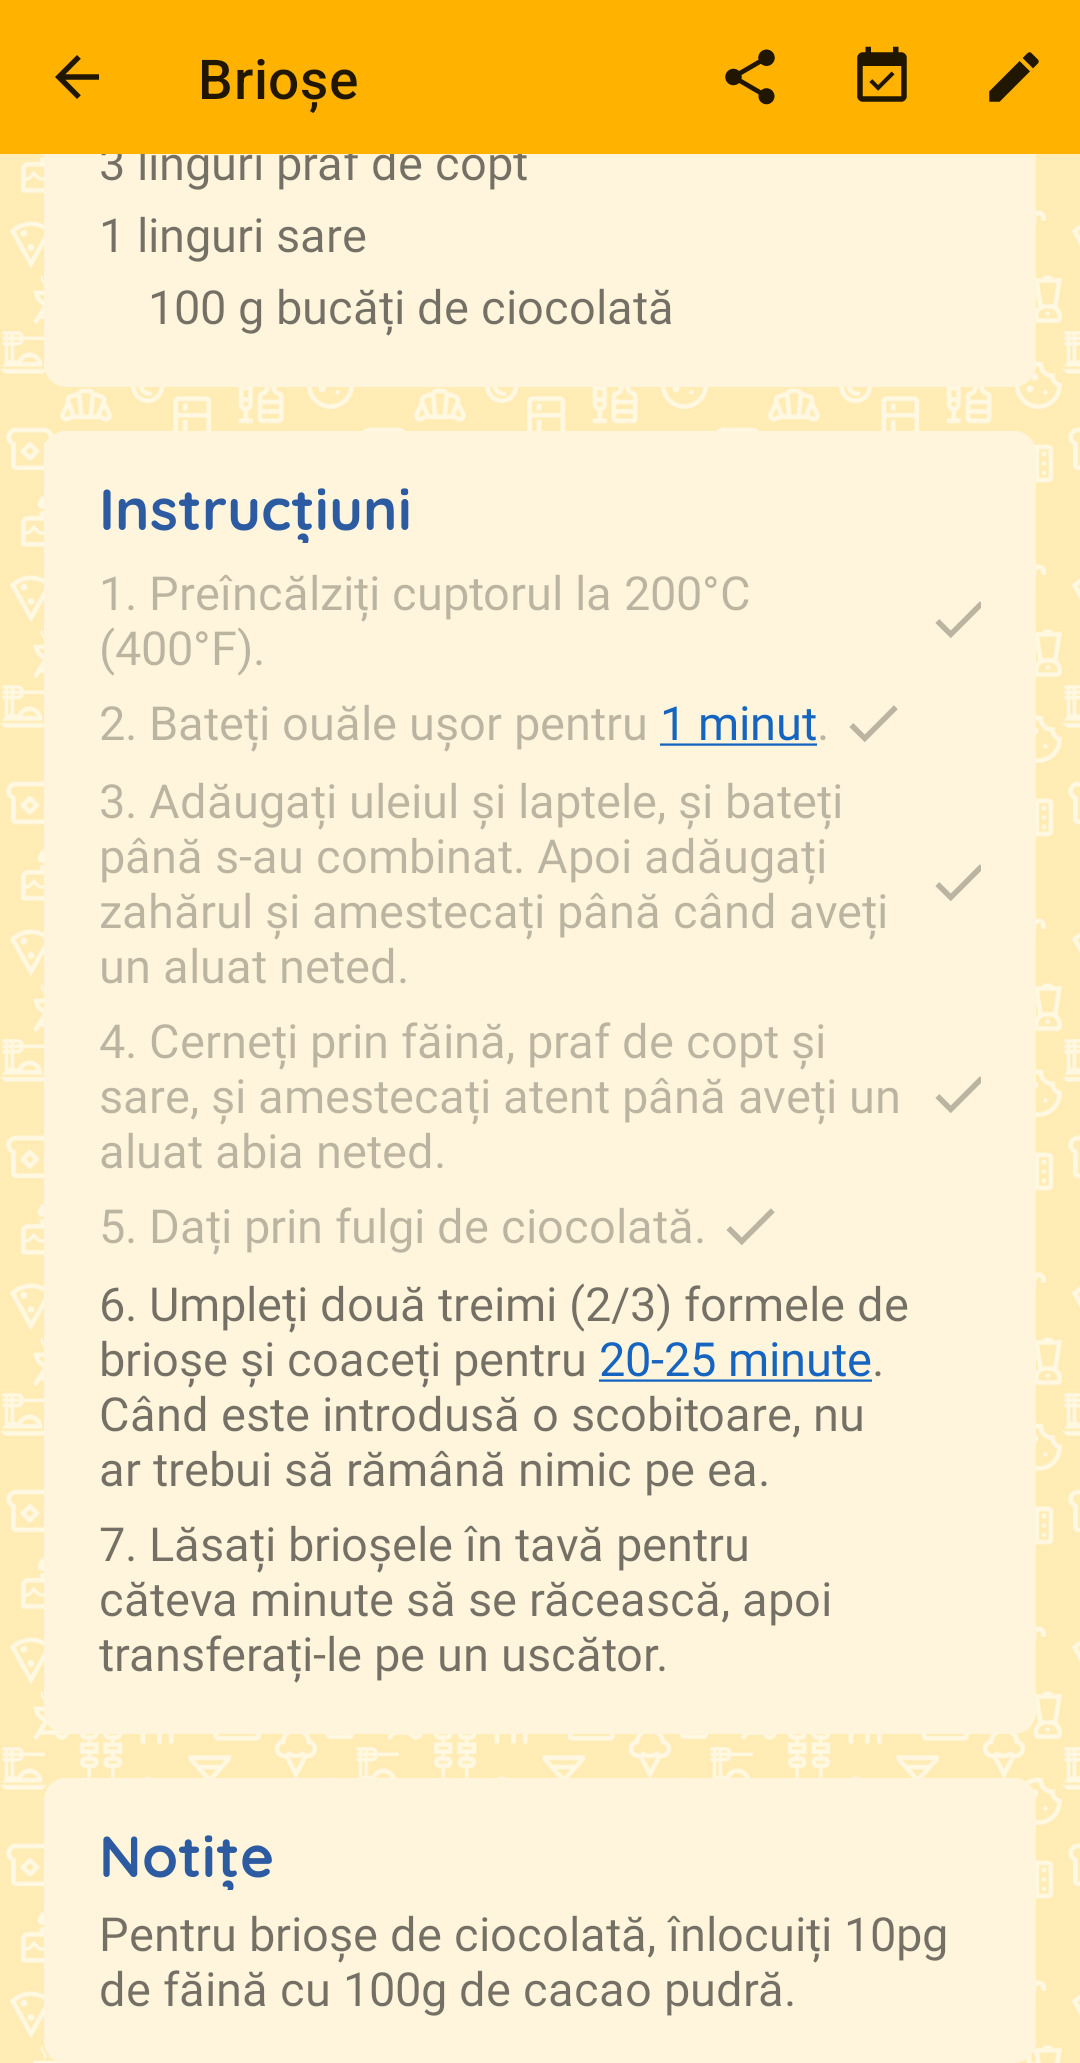 Brioșe
3 linguri praf de copt
1 linguri sare
100 g bucăți de ciocolată
Instrucțiuni
1. Preîncălziți cuptorul la 200°C
(400°F).
2. Bateți ouăle ușor pentru 1 minut.
3. Adăugați uleiul și laptele, și bateți
până s-au combinat. Apoi adăugați
zahărul și amestecați până când aveți
un aluat neted.
4. Cerneți prin făină, praf de copt și
sare, și amestecați atent până aveți un
aluat abia neted.
5. Dați prin fulgi de ciocolată.
6. Umpleți două treimi (2/3) formele de
brioșe și coaceți pentru 20-25 minute.
Când este introdusă o scobitoare, nu
ar trebui să rămână nimic pe ea.
7. Lăsați brioșele în tavă pentru
căteva minute să se răcească, apoi
transferați-le pe un uscător.
Notițe
Pentru brioșe de ciocolată, înlocuiți 10pg
de făină cu 100g de cacao pudră.